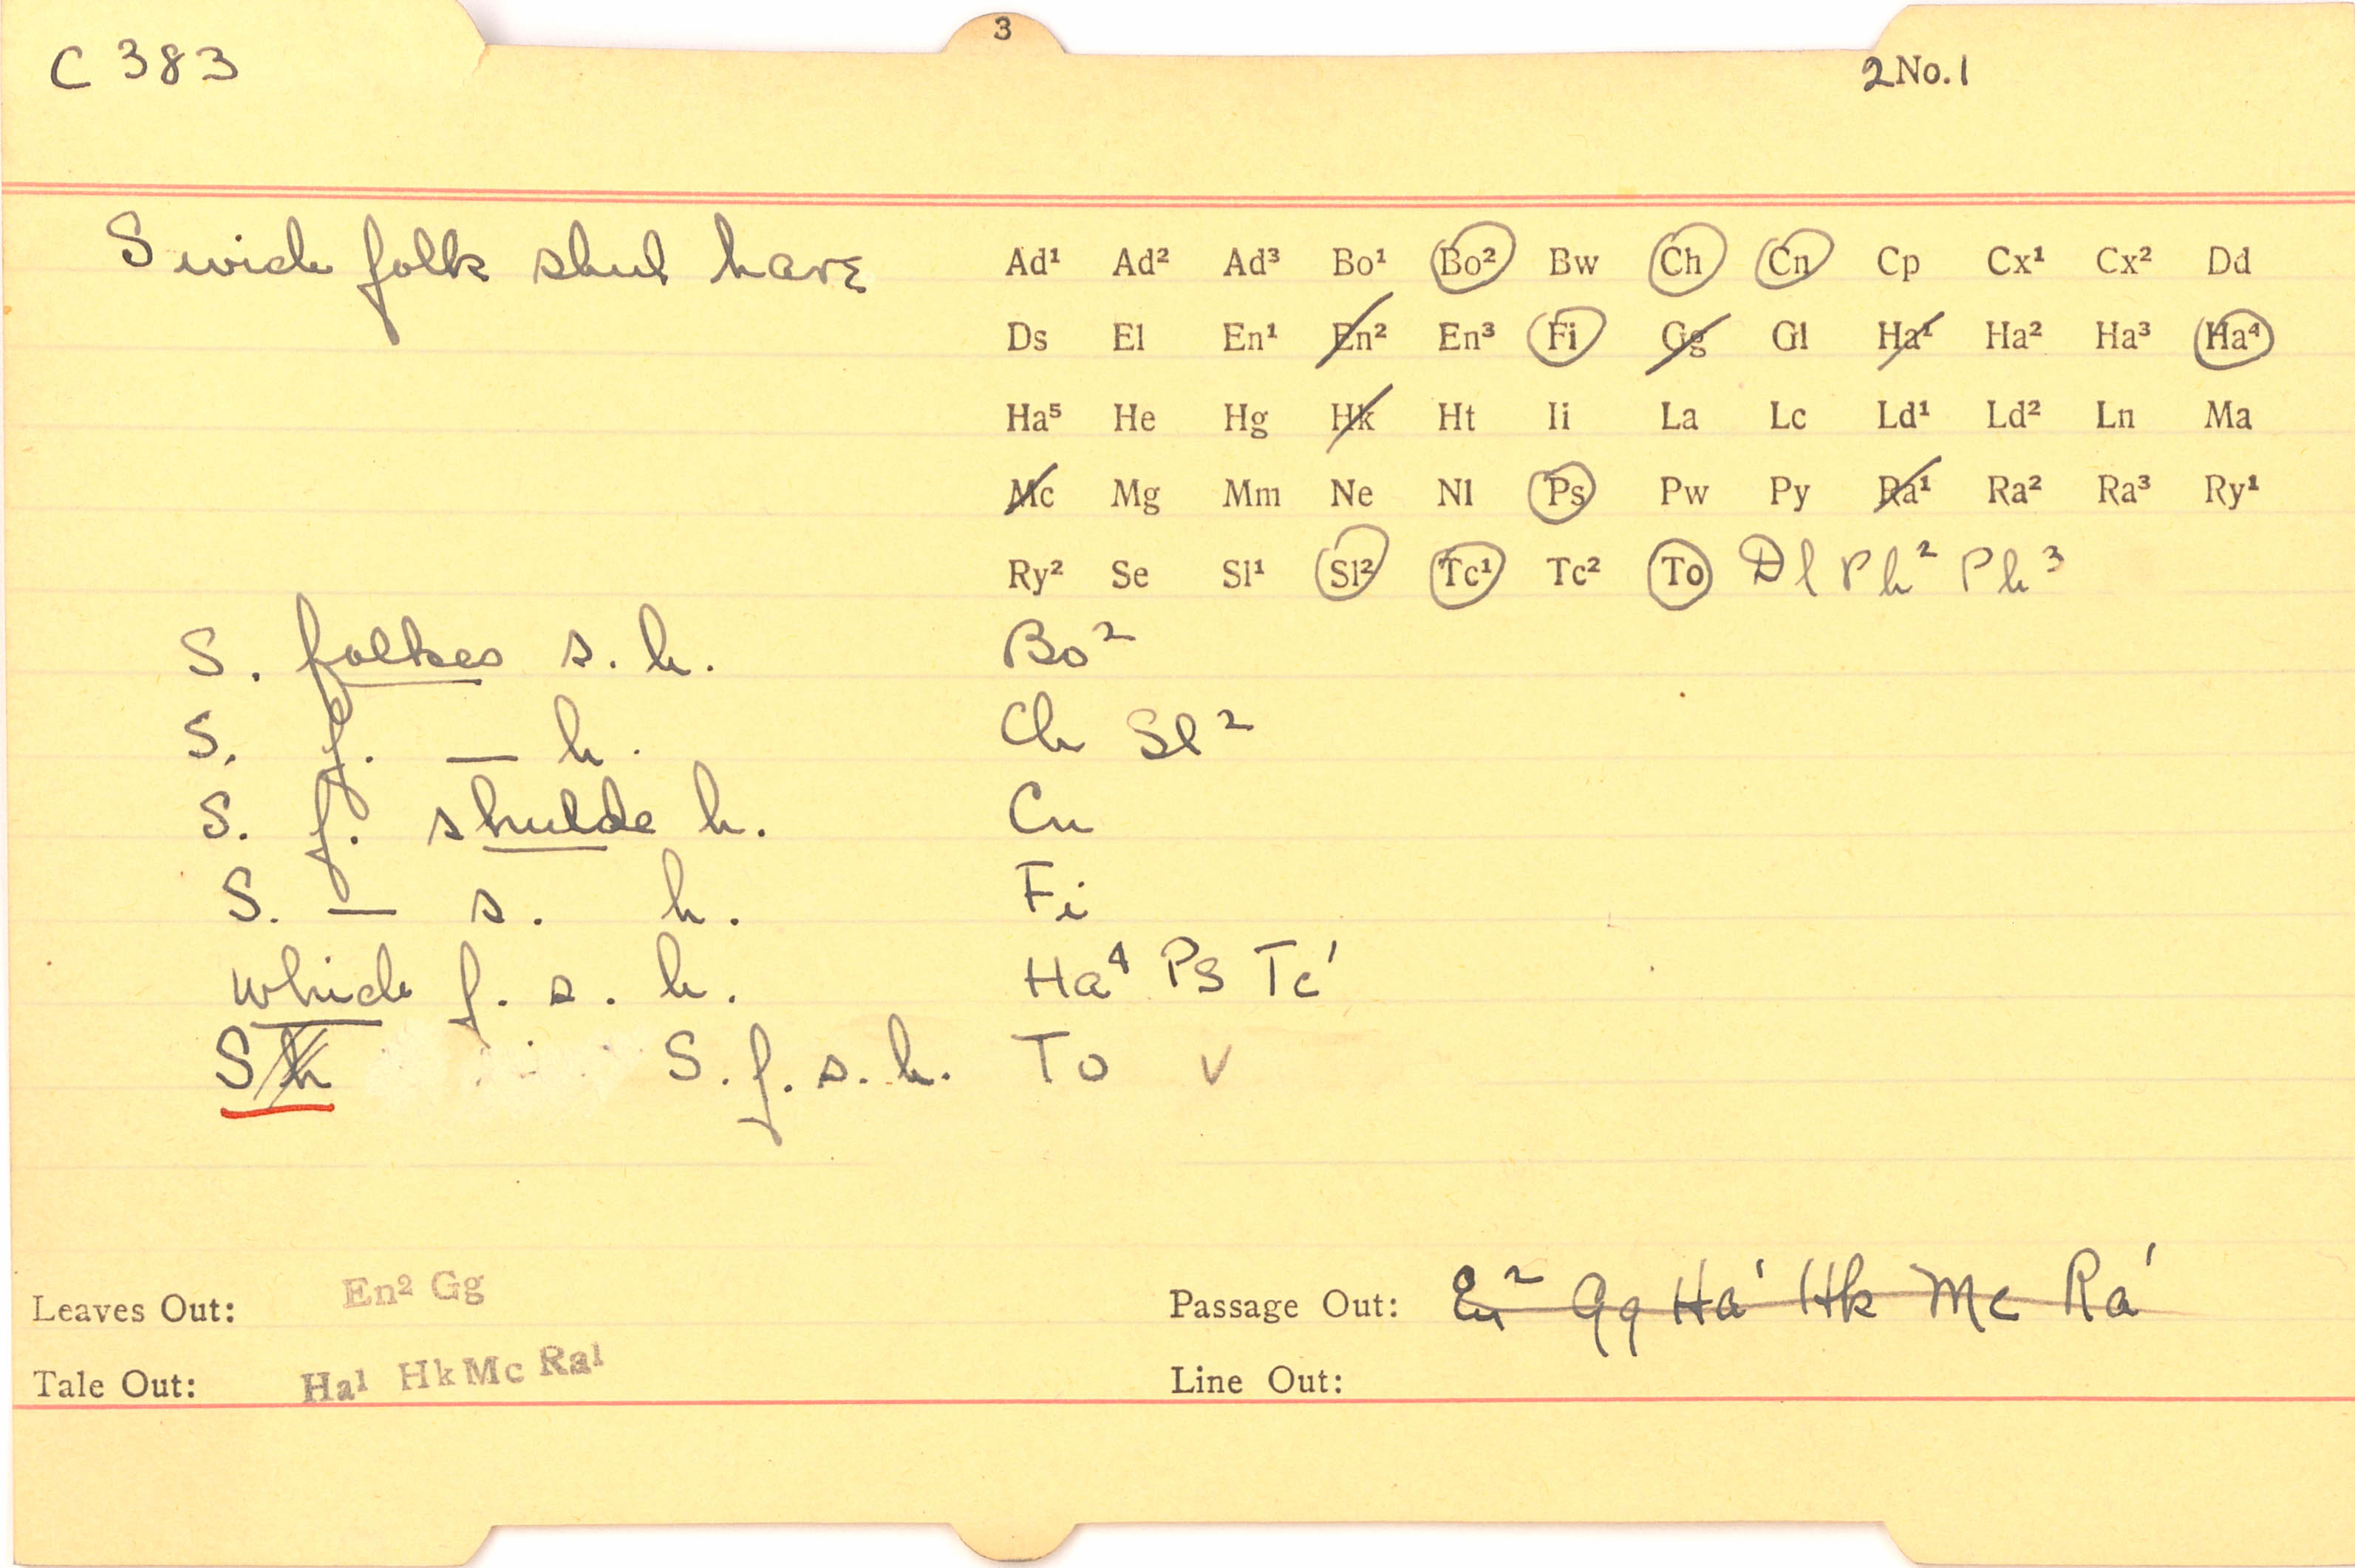 3
C 383
2No. 1
Swich folk shul have
Ad¹ Ad² Ad³ Bo¹ Bo² Bw Ch Cn Cp Cx¹ Cx² Dd
Ds El En¹ En² En³ Fi Gg Gl Ha¹ Ha² Ha³ Ha⁴
Ha⁵ He Hg Hk Ht Ii La Lc Ld¹ Ld² Ln Ma
Mc Mg Mm Ne Nl Ps Pw Py Ra¹ Ra² Ra³ Ry¹
Ry² Se Sl¹ Sl² Tc¹ Tc² To Dl Ph² Ph³
S. folkes s. h. Bo²
S. f. — h. Ch Sl²
S. f. shulde h. Cn
S. — s. h. Fi
which f. s. h. Ha⁴ Ps Tc¹
S S. f. s. h. To ✓
Leaves Out: En² Gg
Passage Out: En² Gg Ha¹ Hk Mc Ra¹
Tale Out: Ha¹ Hk Mc Ra¹
Line Out: